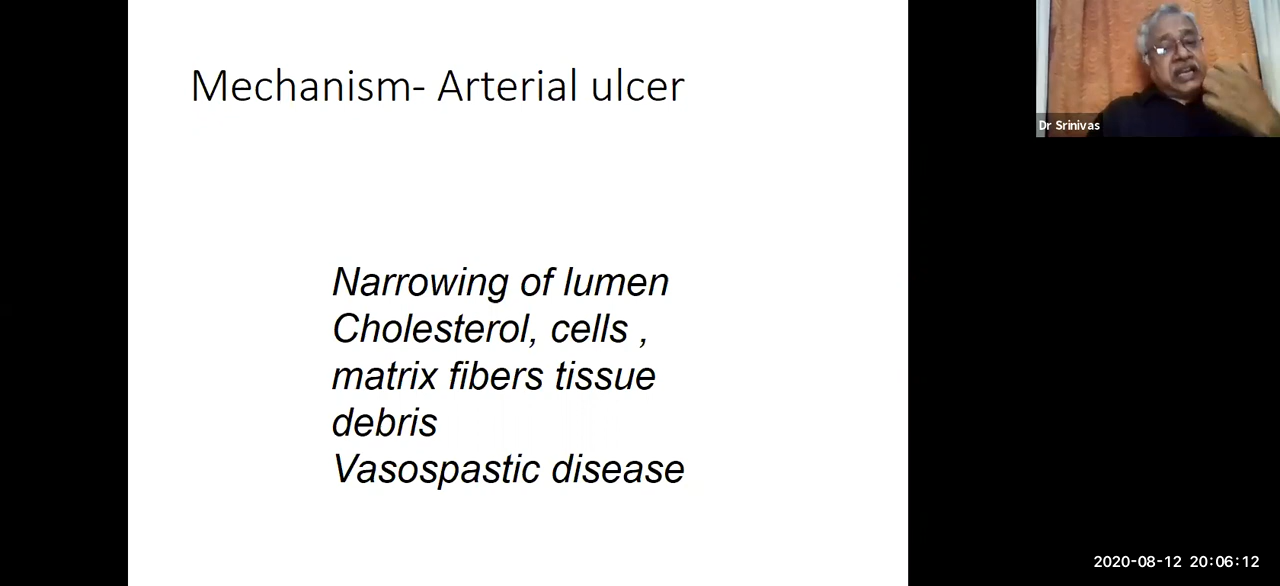 Mechanism- Arterial ulcer
Narrowing of lumen
Cholesterol, cells ,
matrix fibers tissue
debris
Vasospastic disease
Dr Srinivas
2020-08-12 20:06:12